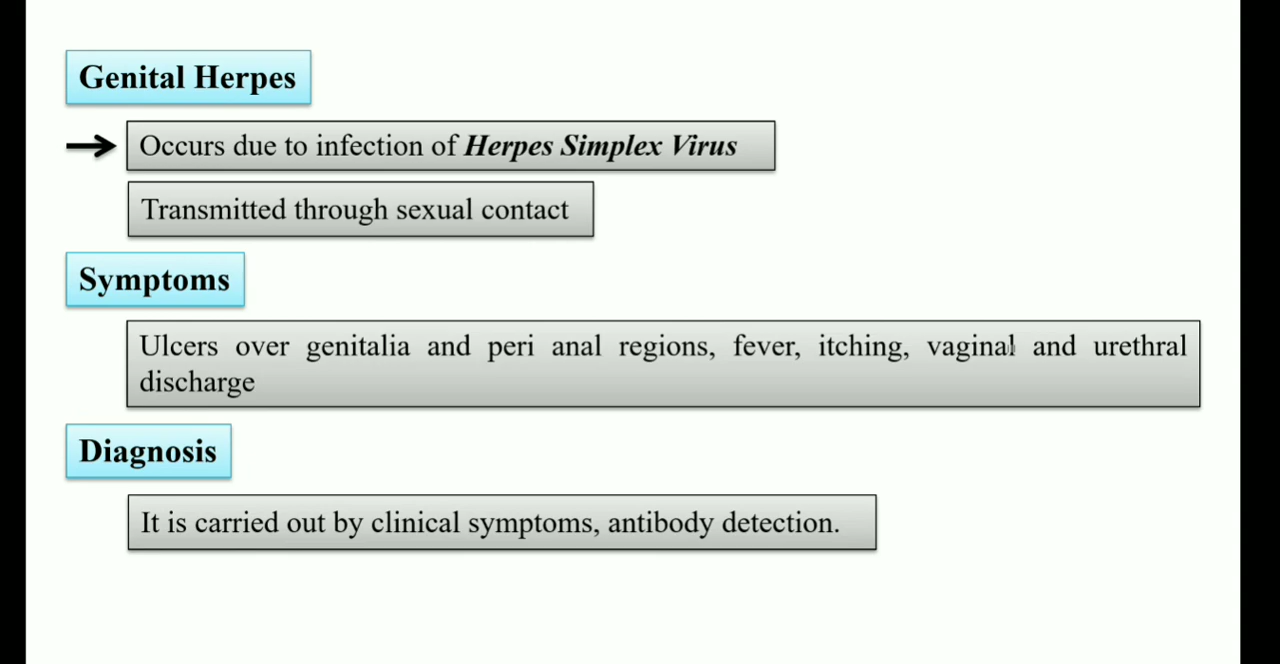 Genital Herpes
Occurs due to infection of Herpes Simplex Virus
Transmitted through sexual contact
Symptoms
Ulcers over genitalia and peri anal regions, fever, itching, vaginal and urethral
discharge
Diagnosis
It is carried out by clinical symptoms, antibody detection.